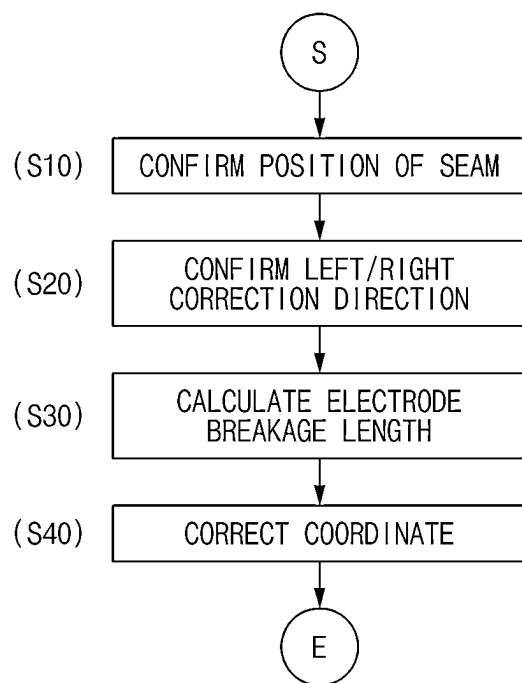 S
(S10) CONFIRM POSITION OF SEAM
(S20) CONFIRM LEFT/RIGHT
CORRECTION DIRECTION
(S30) CALCULATE ELECTRODE
BREAKAGE LENGTH
(S40) CORRECT COORDINATE
E